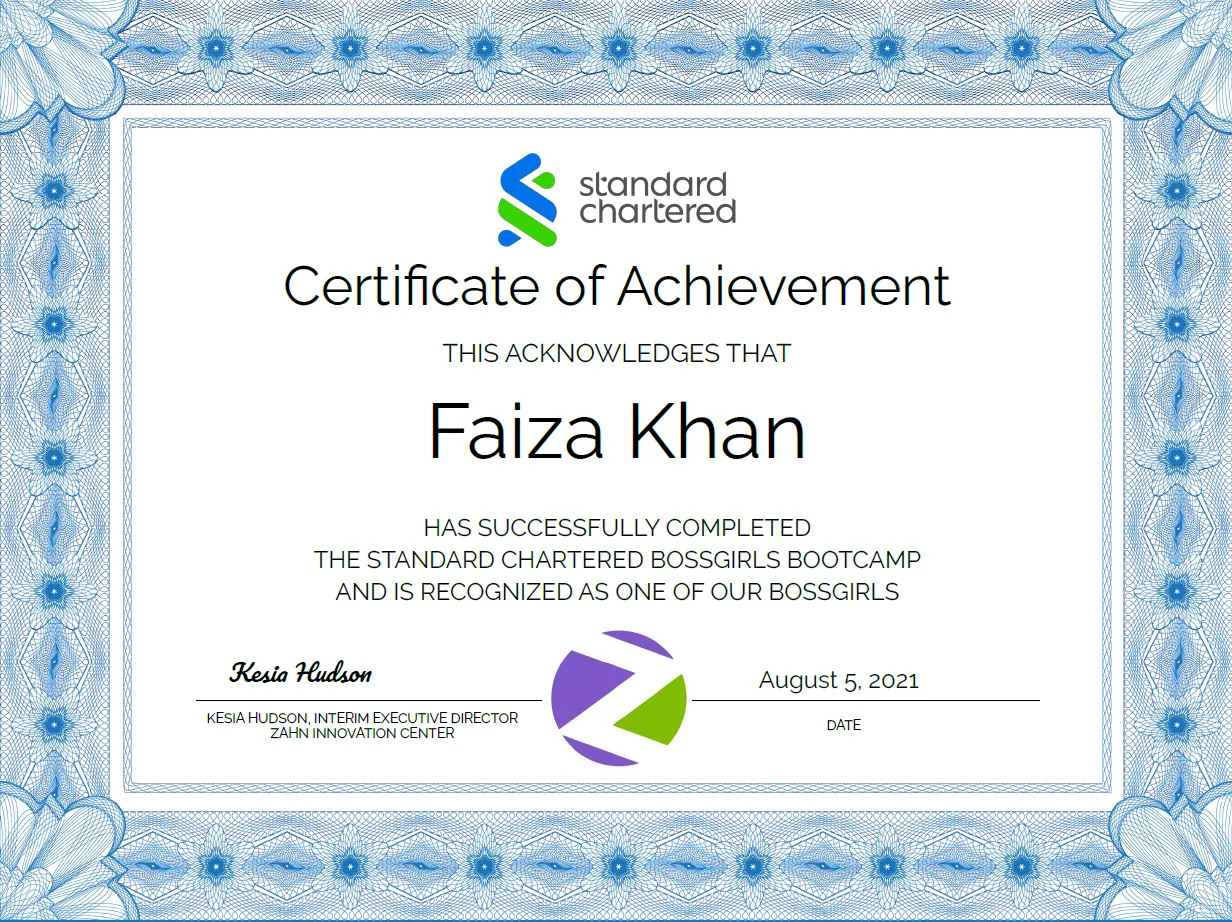 standard
chartered
Certificate of Achievement
THIS ACKNOWLEDGES THAT
Faiza Khan
HAS SUCCESSFULLY COMPLETED
THE STANDARD CHARTERED BOSSGIRLS BOOTCAMP
AND IS RECOGNIZED AS ONE OF OUR BOSSGIRLS
Kesia Hudson
KESIA HUDSON, INTERIM EXECUTIVE DIRECTOR
ZAHN INNOVATION CENTER
August 5, 2021
DATE